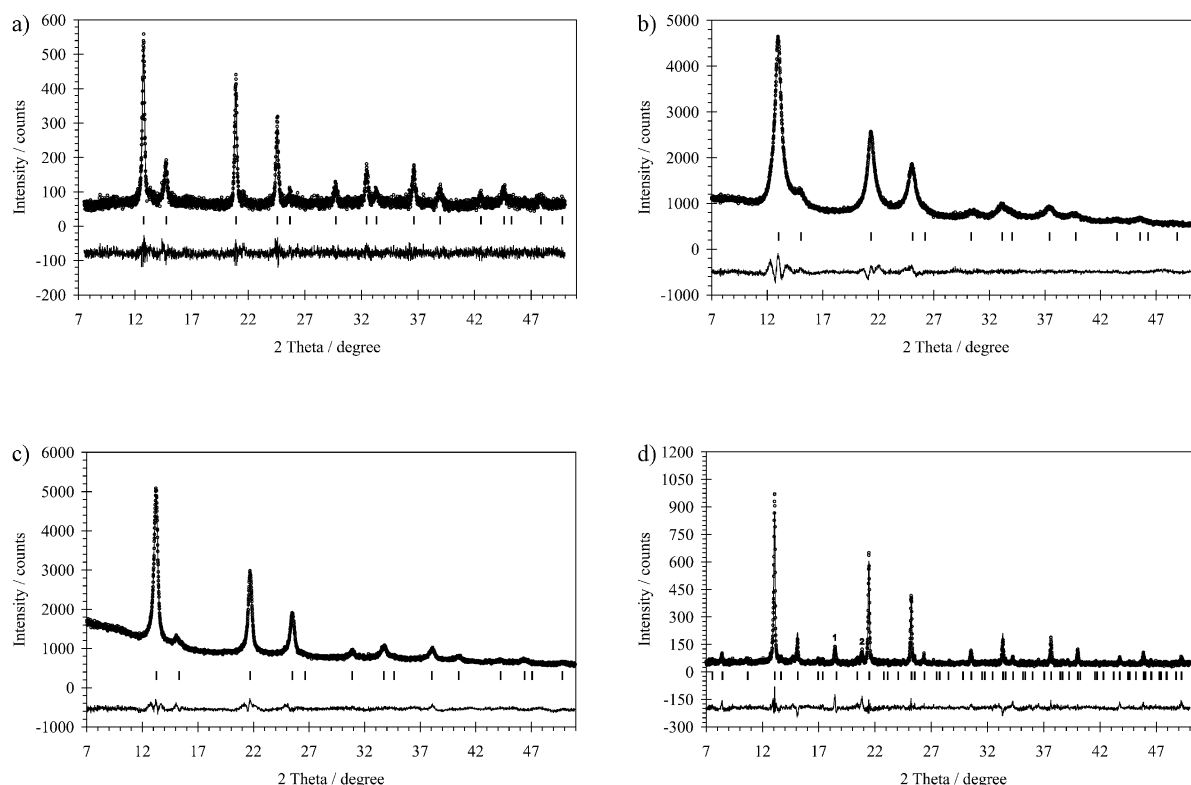 a)
600
500
400
300
200
100
0
-100
-200
Intensity / counts
7 12 17 22 27 32 37 42 47
2 Theta / degree
b)
5000
4000
3000
2000
1000
0
-1000
Intensity / counts
7 12 17 22 27 32 37 42 47
2 Theta / degree
c)
6000
5000
4000
3000
2000
1000
0
-1000
Intensity / counts
7 12 17 22 27 32 37 42 47
2 Theta / degree
d)
1200
1050
900
750
600
450
300
150
0
-150
-300
Intensity / counts
1
2
7 12 17 22 27 32 37 42 47
2 Theta / degree